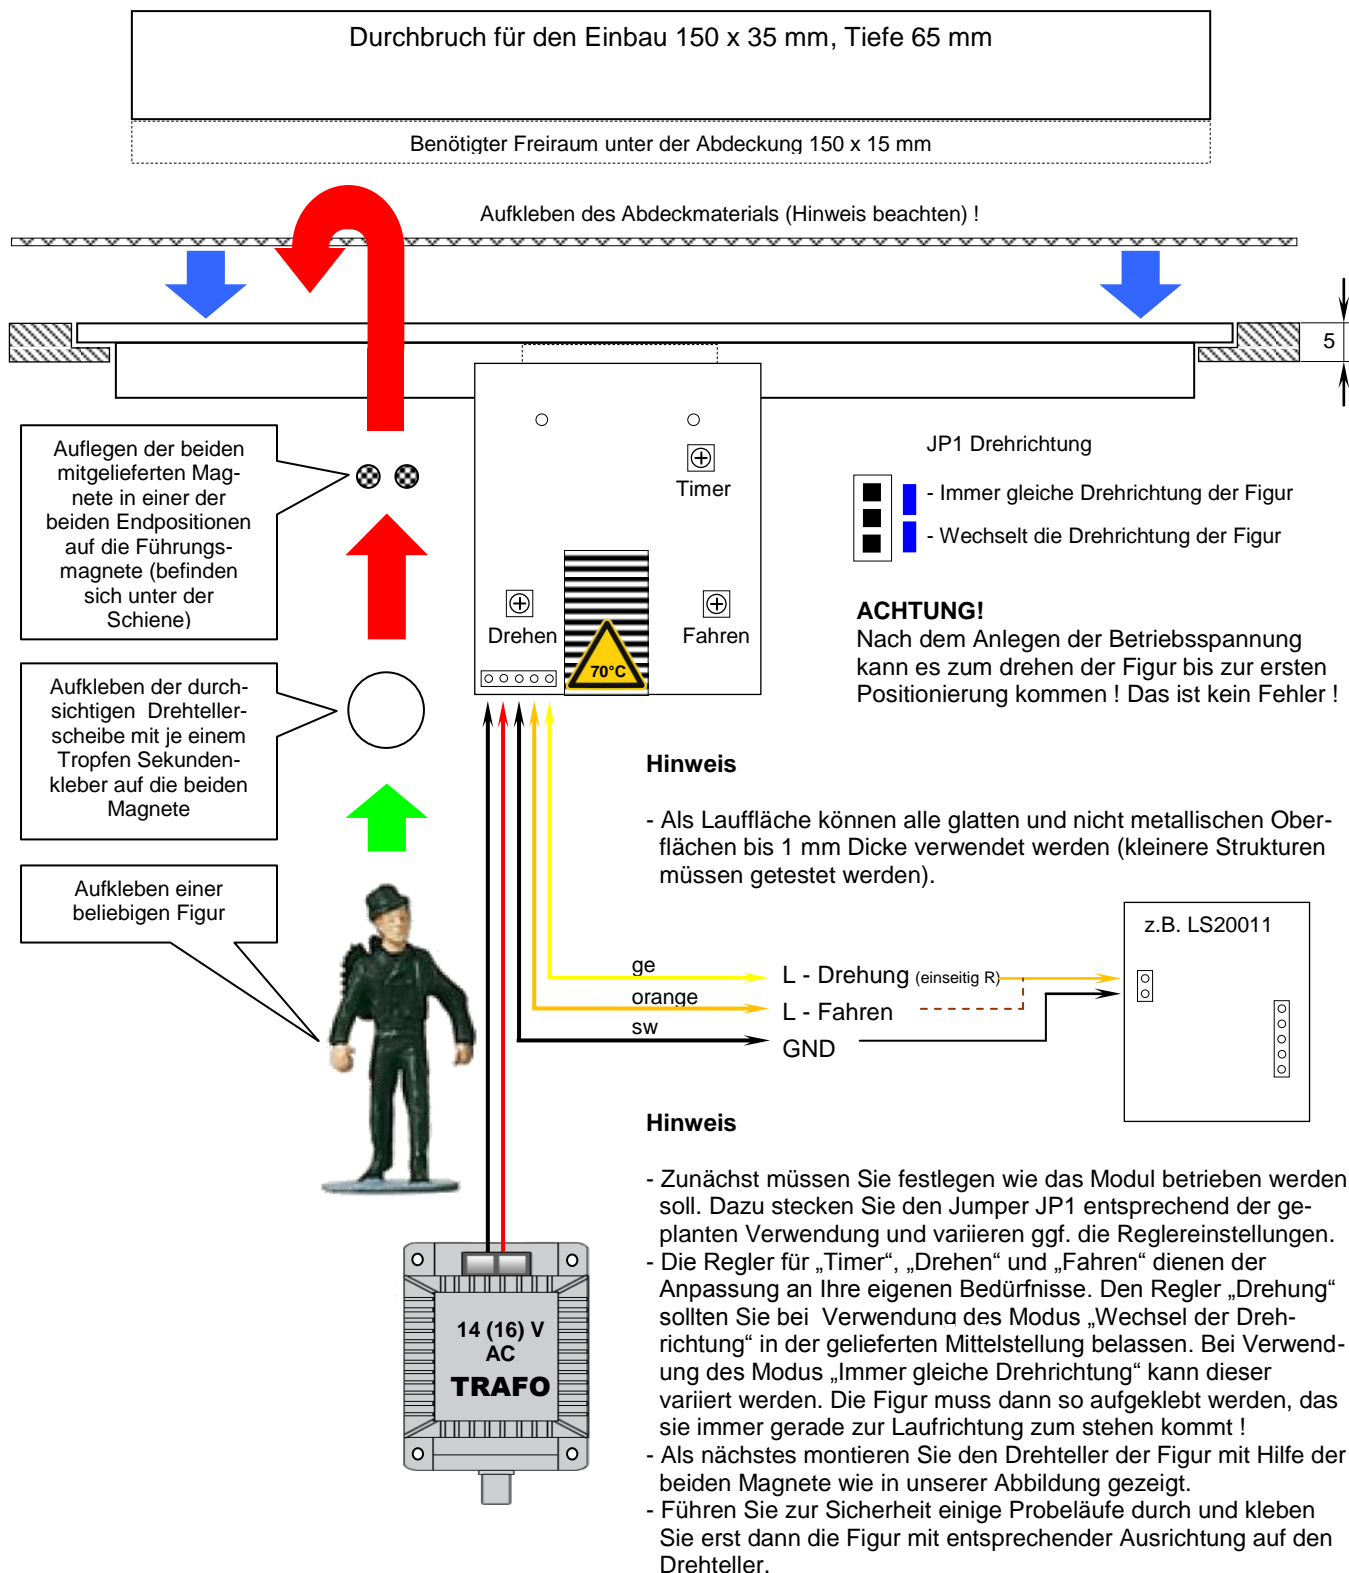 Durchbruch für den Einbau 150 x 35 mm, Tiefe 65 mm
Benötigter Freiraum unter der Abdeckung 150 x 15 mm
Aufkleben des Abdeckmaterials (Hinweis beachten) !
5
Auflegen der beiden
mitgelieferten Mag-
nete in einer der
beiden Endpositionen
auf die Führungs-
magnete (befinden
sich unter der
Schiene)
Timer
Drehen
Fahren
70°C
JP1 Drehrichtung
- Immer gleiche Drehrichtung der Figur
- Wechselt die Drehrichtung der Figur
ACHTUNG!
Nach dem Anlegen der Betriebsspannung
kann es zum drehen der Figur bis zur ersten
Positionierung kommen ! Das ist kein Fehler !
Aufkleben der durch-
sichtigen Drehteller-
scheibe mit je einem
Tropfen Sekunden-
kleber auf die beiden
Magnete
Hinweis
- Als Lauffläche können alle glatten und nicht metallischen Ober-
flächen bis 1 mm Dicke verwendet werden (kleinere Strukturen
müssen getestet werden).
Aufkleben einer
beliebigen Figur
z.B. LS20011
ge
L - Drehung (einseitig R)
orange
L - Fahren
sw
GND
Hinweis
- Zunächst müssen Sie festlegen wie das Modul betrieben werden
soll. Dazu stecken Sie den Jumper JP1 entsprechend der ge-
planten Verwendung und variieren ggf. die Reglereinstellungen.
- Die Regler für „Timer“, „Drehen“ und „Fahren“ dienen der
Anpassung an Ihre eigenen Bedürfnisse. Den Regler „Drehung“
sollten Sie bei Verwendung des Modus „Wechsel der Dreh-
richtung“ in der gelieferten Mittelstellung belassen. Bei Verwend-
ung des Modus „Immer gleiche Drehrichtung“ kann dieser
variiert werden. Die Figur muss dann so aufgeklebt werden, das
sie immer gerade zur Laufrichtung zum stehen kommt !
- Als nächstes montieren Sie den Drehteller der Figur mit Hilfe der
beiden Magnete wie in unserer Abbildung gezeigt.
- Führen Sie zur Sicherheit einige Probeläufe durch und kleben
Sie erst dann die Figur mit entsprechender Ausrichtung auf den
Drehteller.
14 (16) V
AC
TRAFO